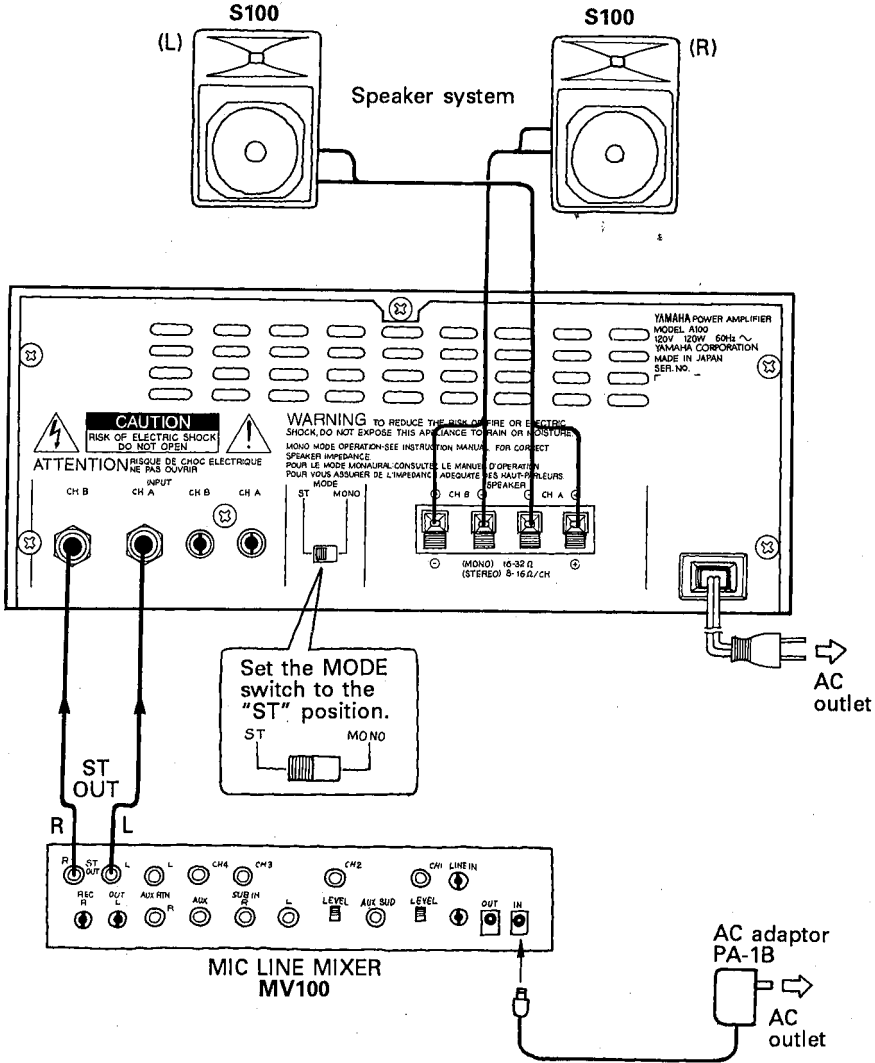 S100
S100
(L)
(R)
Speaker system
YAMAHA POWER AMPLIFIER
MODEL A100
120V 120W 60Hz ~
YAMAHA CORPORATION
MADE IN JAPAN
SER. NO.
CAUTION
RISK OF ELECTRIC SHOCK
DO NOT OPEN
ATTENTION RISQUE DE CHOC ELECTRIQUE
NE PAS OUVRIR
WARNING TO REDUCE THE RISK OF FIRE OR ELECTRIC
SHOCK, DO NOT EXPOSE THIS APPLIANCE TO RAIN OR MOISTURE.
MONO MODE OPERATION-SEE INSTRUCTION MANUAL FOR CORRECT
SPEAKER IMPEDANCE.
POUR LE MODE MONAURAL:CONSULTEZ LE MANUEL D'OPERATION
POUR VOUS ASSURER DE L'IMPEDANCE ADEQUATE DES HAUT-PARLEURS
INPUT
CH B CH A CH B CH A
MODE
ST MONO
SPEAKER
⊕ CH B ⊖ ⊖ CH A ⊕
⊖ (MONO) 16-32Ω ⊕
(STEREO) 8-16Ω/CH
Set the MODE
switch to the
"ST" position.
ST MONO
AC
outlet
ST
OUT
R L
R ST OUT L L CH4 CH3 CH2 CH1 LINE IN
REC R OUT L AUX RTN R AUX SUB IN R L LEVEL AUX SUD LEVEL OUT IN
MIC LINE MIXER
MV100
AC adaptor
PA-1B
AC
outlet